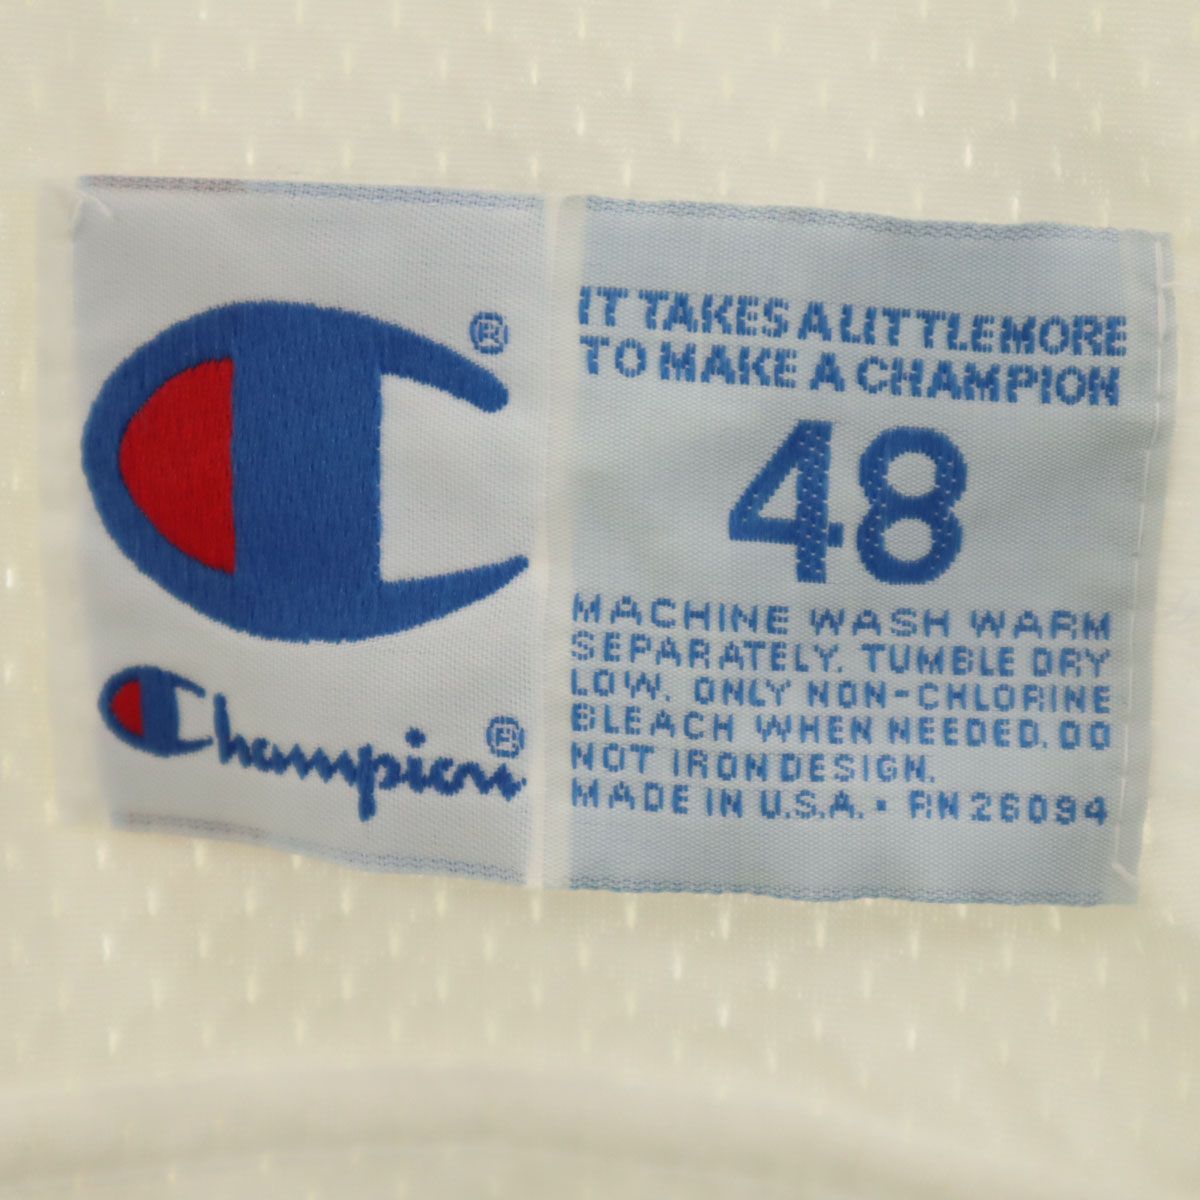 ®
Champion®
IT TAKES A LITTLE MORE
TO MAKE A CHAMPION
48
MACHINE WASH WARM
SEPARATELY. TUMBLE DRY
LOW. ONLY NON-CHLORINE
BLEACH WHEN NEEDED. DO
NOT IRON DESIGN.
MADE IN U.S.A. • RN 26094